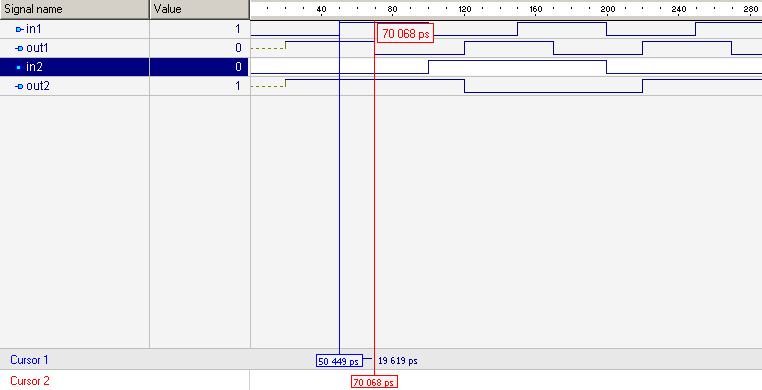 Signal name Value 40 80 120 160 200 240 280
in1 1
70 068 ps
out1 0
in2 0
out2 1
Cursor 1 50 449 ps 19 619 ps
Cursor 2 70 068 ps